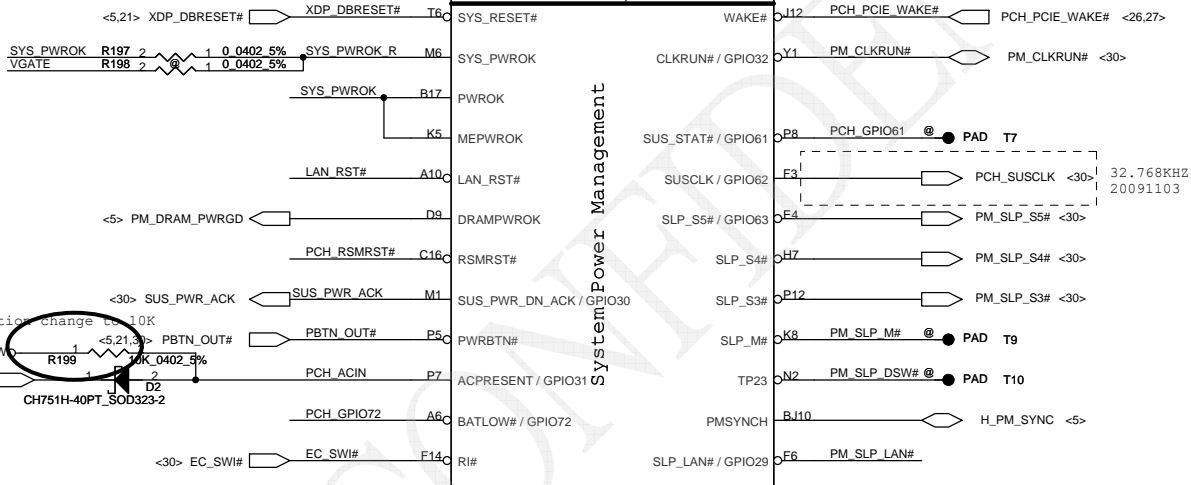 <5,21> XDP_DBRESET# XDP_DBRESET# T6 SYS_RESET# WAKE# J12 PCH_PCIE_WAKE# PCH_PCIE_WAKE# <26,27>
SYS_PWROK R197 2 1 0_0402_5% SYS_PWROK_R M6 SYS_PWROK CLKRUN# / GPIO32 Y1 PM_CLKRUN# PM_CLKRUN# <30>
VGATE R198 2 @ 1 0_0402_5%
SYS_PWROK B17 PWROK
K5 MEPWROK SUS_STAT# / GPIO61 P8 PCH_GPIO61 @ PAD T7
LAN_RST# A10 LAN_RST# SUSCLK / GPIO62 F3 PCH_SUSCLK <30> 32.768KHZ
20091103
<5> PM_DRAM_PWRGD D9 DRAMPWROK SLP_S5# / GPIO63 E4 PM_SLP_S5# <30>
PCH_RSMRST# C16 RSMRST# SLP_S4# H7 PM_SLP_S4# <30>
<30> SUS_PWR_ACK SUS_PWR_ACK M1 SUS_PWR_DN_ACK / GPIO30 SLP_S3# P12 PM_SLP_S3# <30>
change to 10K
<5,21,30> PBTN_OUT# PBTN_OUT# P5 PWRBTN# SLP_M# K8 PM_SLP_M# @ PAD T9
1 R199 10K_0402_5%
1 2 D2 PCH_ACIN P7 ACPRESENT / GPIO31 TP23 N2 PM_SLP_DSW# @ PAD T10
CH751H-40PT_SOD323-2
PCH_GPIO72 A6 BATLOW# / GPIO72 PMSYNCH BJ10 H_PM_SYNC <5>
<30> EC_SWI# EC_SWI# F14 RI# SLP_LAN# / GPIO29 F6 PM_SLP_LAN#
System Power Management